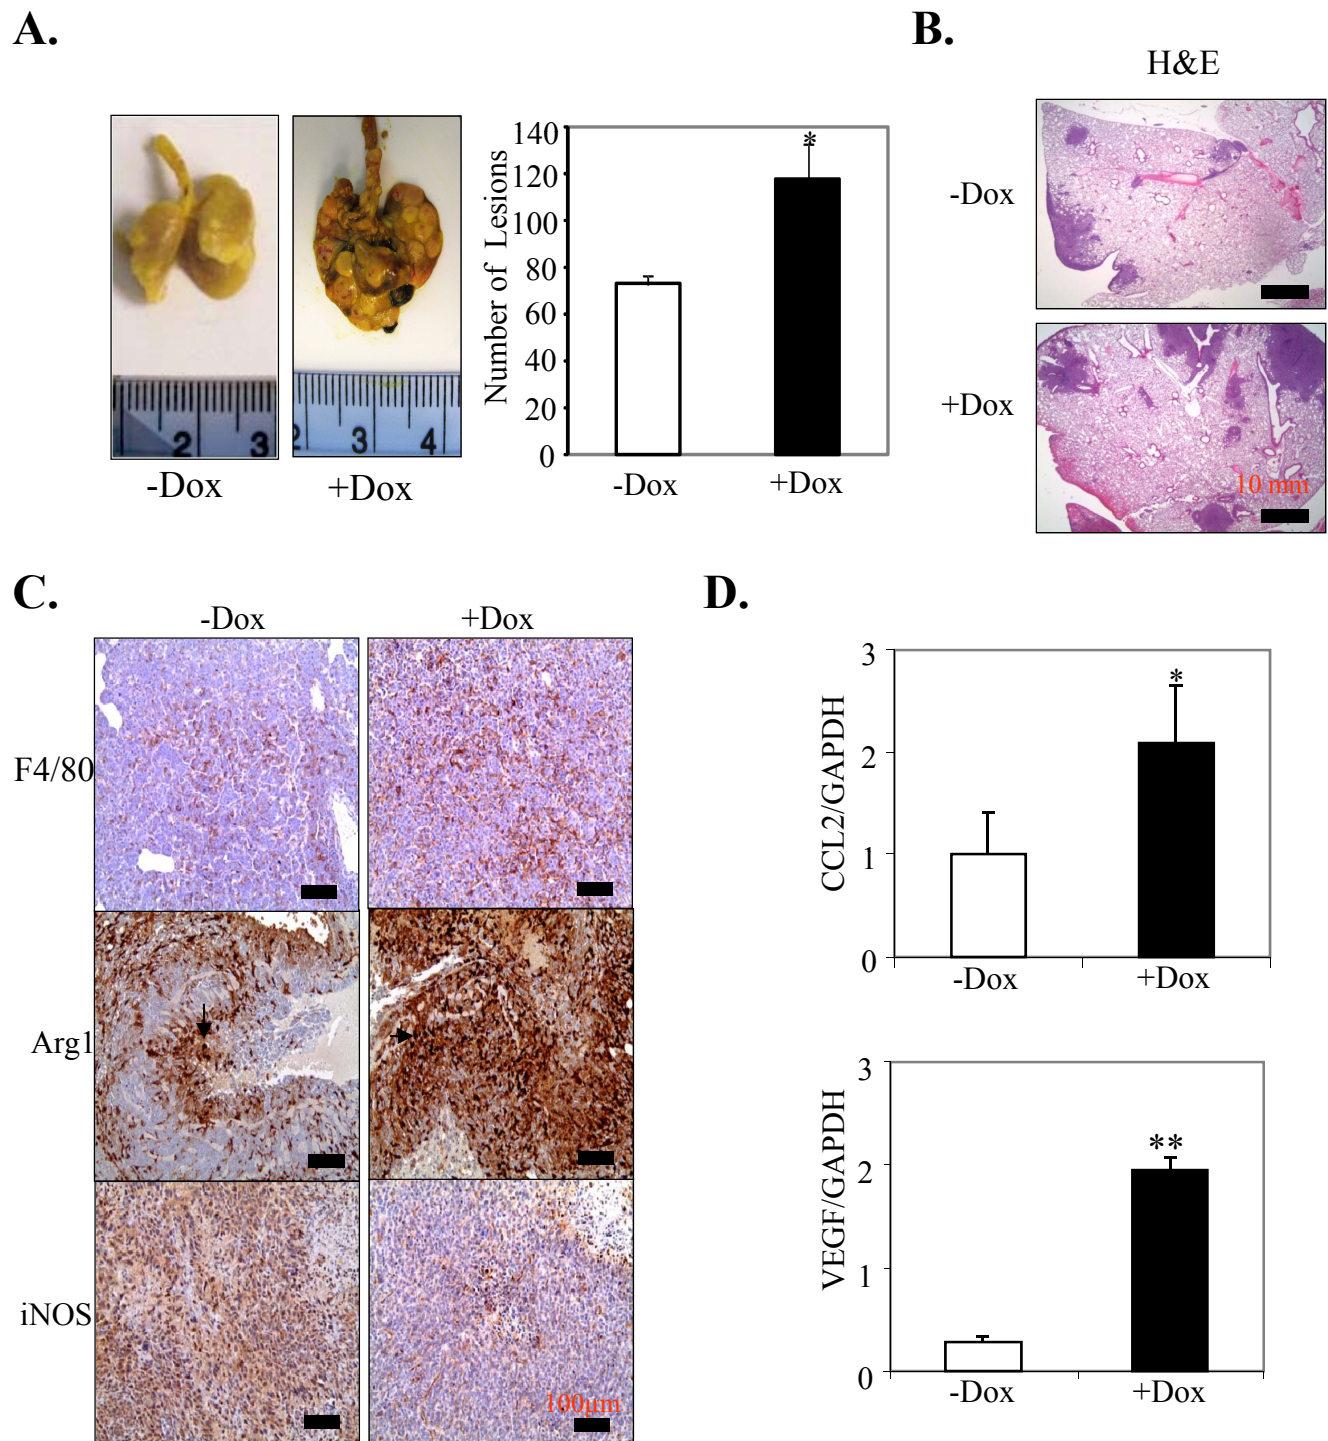 A.
-Dox
2 3
+Dox
2 3 4
Number of Lesions
140
120
100
80
60
40
20
0
*
-Dox
+Dox
B.
H&E
-Dox
+Dox
10 mm
C.
-Dox
+Dox
F4/80
Arg1
iNOS
100μm
D.
CCL2/GAPDH
3
2
1
0
*
-Dox
+Dox
VEGF/GAPDH
3
2
1
0
**
-Dox
+Dox